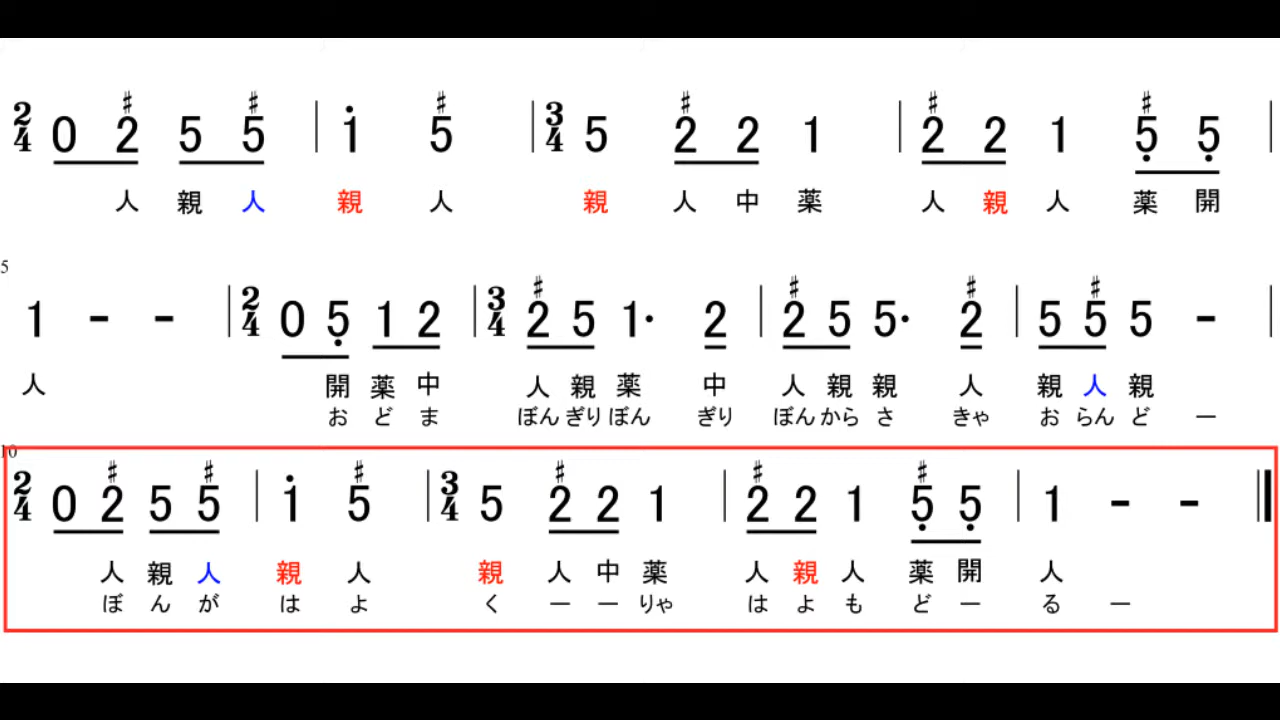 2/4 0 ♯2 5 ♯5 | 1̇ ♯5 | 3/4 5 ♯2 2 1 | ♯2 2 1 ♯5̣ 5̣ |
人 親 人 親 人 親 人 中 薬 人 親 人 薬 開
5
1 - - | 2/4 0 5̣ 1 2 | 3/4 ♯2 5 1· 2 | ♯2 5 5· ♯2 | 5 ♯5 5 - |
人 開 薬 中 人 親 薬 中 人 親 親 人 親 人 親
お ど ま ぼん ぎり ぼん ぎり ぼん から さ きゃ お らん ど ー
10
2/4 0 ♯2 5 ♯5 | 1̇ ♯5 | 3/4 5 ♯2 2 1 | ♯2 2 1 ♯5̣ 5̣ | 1 - - ‖
人 親 人 親 人 親 人 中 薬 人 親 人 薬 開 人
ぼ ん が は よ く ー ー りゃ は よ も ど ー る ー